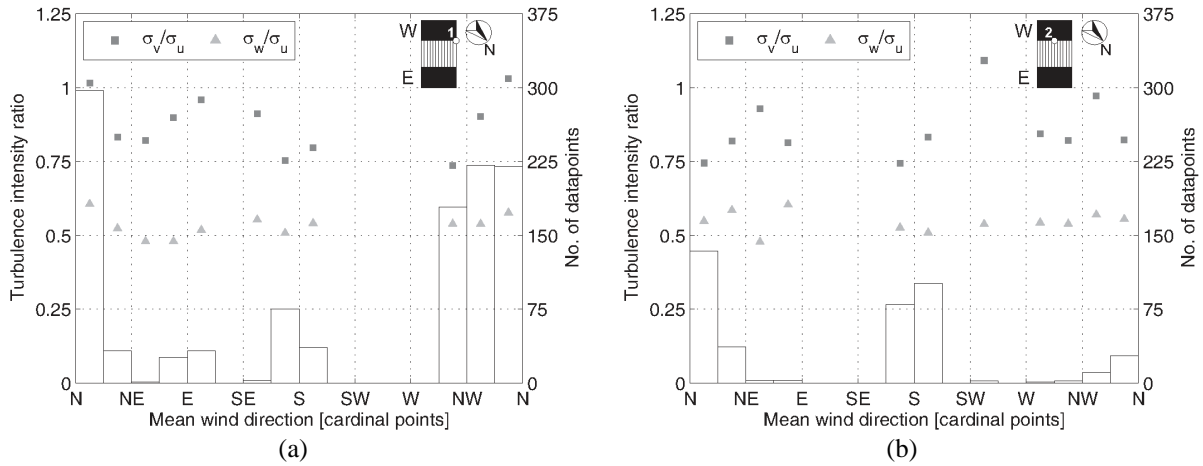 1.25
1
0.75
0.5
0.25
0
Turbulence intensity ratio
σv/σu
σw/σu
W
1
E
N
375
300
225
150
75
0
No. of datapoints
N NE E SE S SW W NW N
Mean wind direction [cardinal points]
(a)
1.25
1
0.75
0.5
0.25
0
Turbulence intensity ratio
σv/σu
σw/σu
W
2
E
N
375
300
225
150
75
0
No. of datapoints
N NE E SE S SW W NW N
Mean wind direction [cardinal points]
(b)